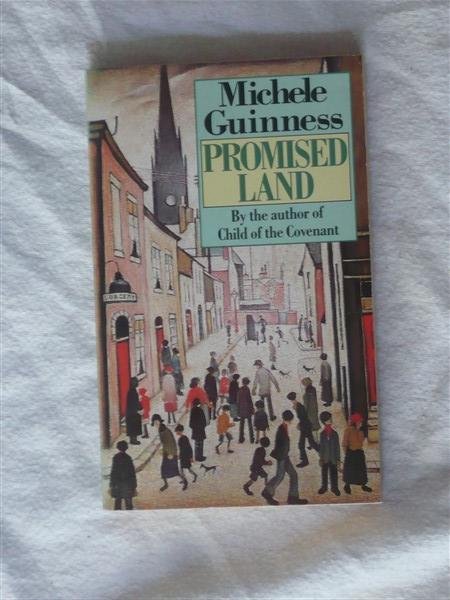 Michele
Guinness
PROMISED
LAND
By the author of
Child of the Covenant